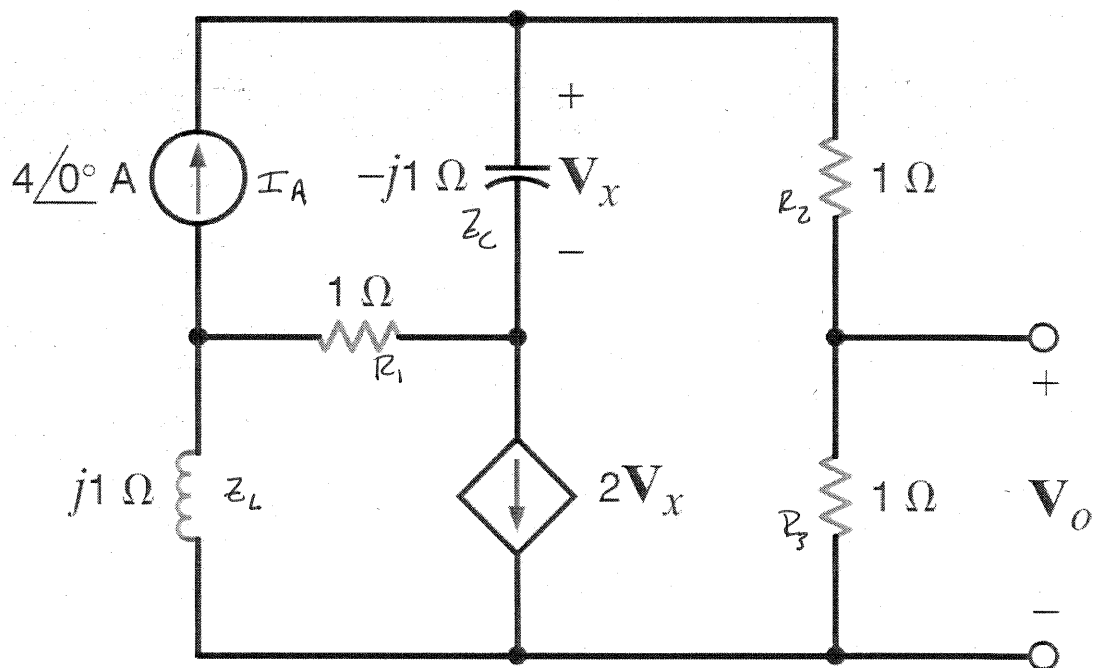 +
4/0° A
I_A
-j1 Ω
V_x
Z_C
-
R_2
1 Ω
1 Ω
R_1
+
j1 Ω
Z_L
2V_x
R_3
1 Ω
V_o
-